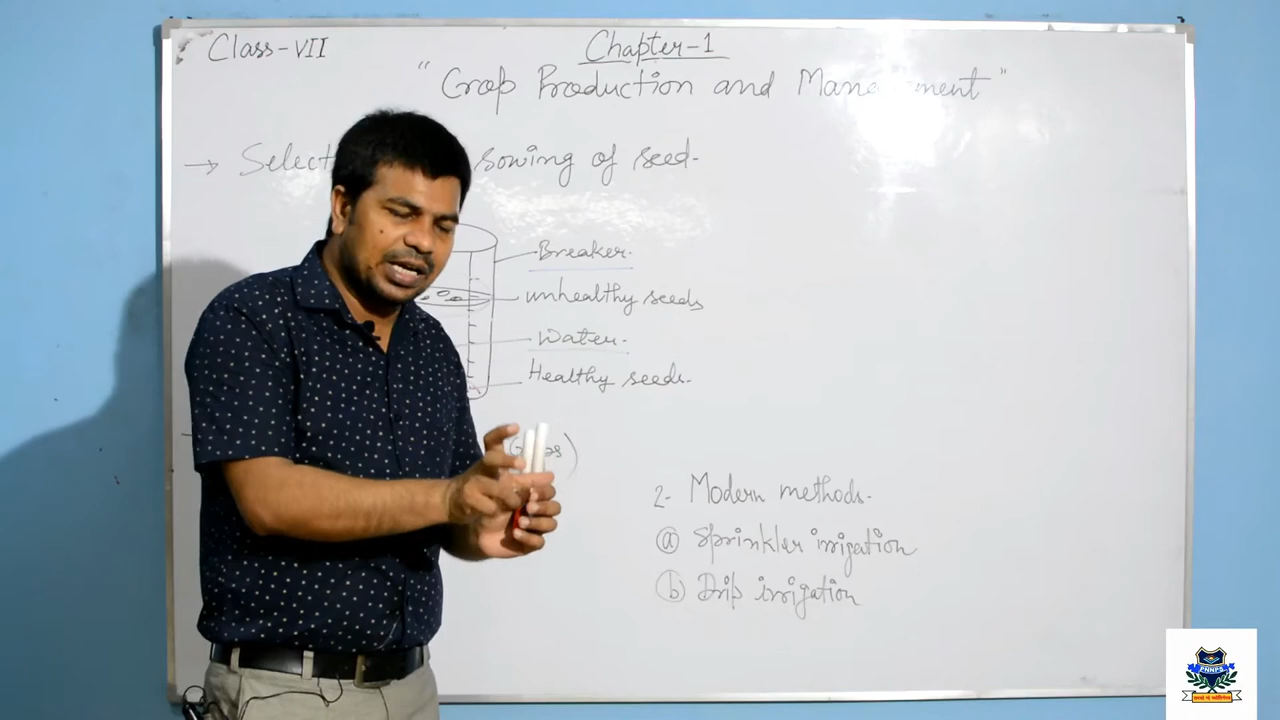 Class-VII
Chapter-1
"Crop Production and Management"
→ Select sowing of seed-
Breaker.
unhealthy seeds
Water.
Healthy seeds.
2- Modern methods.
(a) Sprinkler irrigation
(b) Drip irrigation